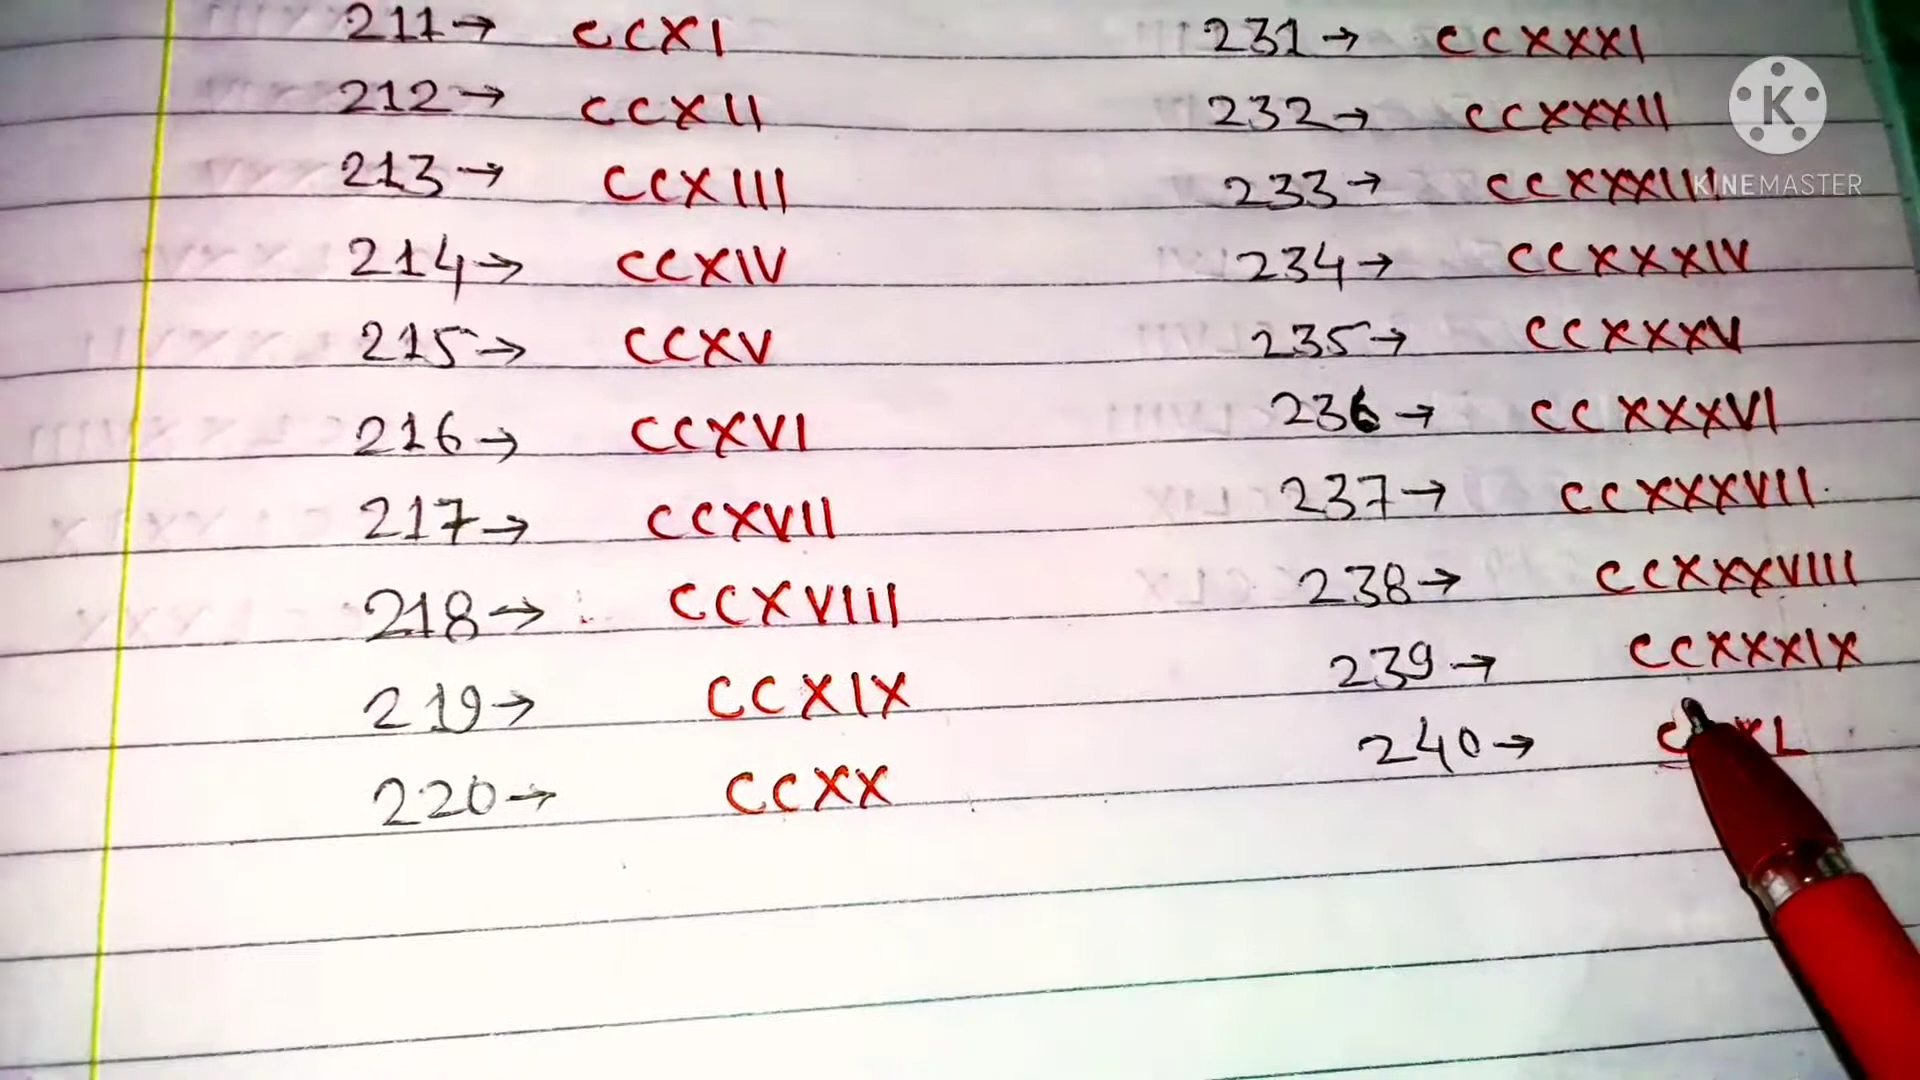 211→ CCXI
212→ CCXII
213→ CCXIII
214→ CCXIV
215→ CCXV
216→ CCXVI
217→ CCXVII
218→ CCXVIII
219→ CCXIX
220→ CCXX
231→ CCXXXI
232→ CCXXXII
233→ CCXXXIII
234→ CCXXXIV
235→ CCXXXV
236→ CCXXXVI
237→ CCXXXVII
238→ CCXXXVIII
239→ CCXXXIX
240→
K
KINEMASTER